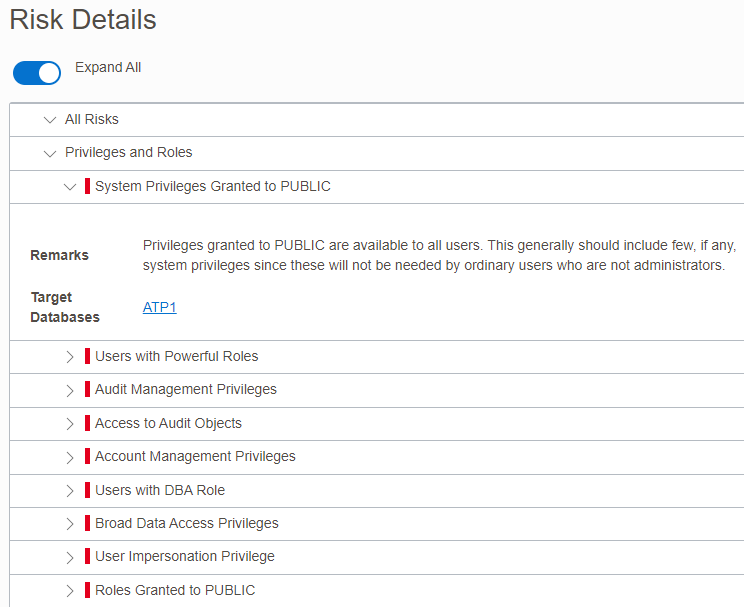 Risk Details
Expand All
All Risks
Privileges and Roles
System Privileges Granted to PUBLIC
Remarks
Privileges granted to PUBLIC are available to all users. This generally should include few, if any,
system privileges since these will not be needed by ordinary users who are not administrators.
Target
Databases
ATP1
Users with Powerful Roles
Audit Management Privileges
Access to Audit Objects
Account Management Privileges
Users with DBA Role
Broad Data Access Privileges
User Impersonation Privilege
Roles Granted to PUBLIC